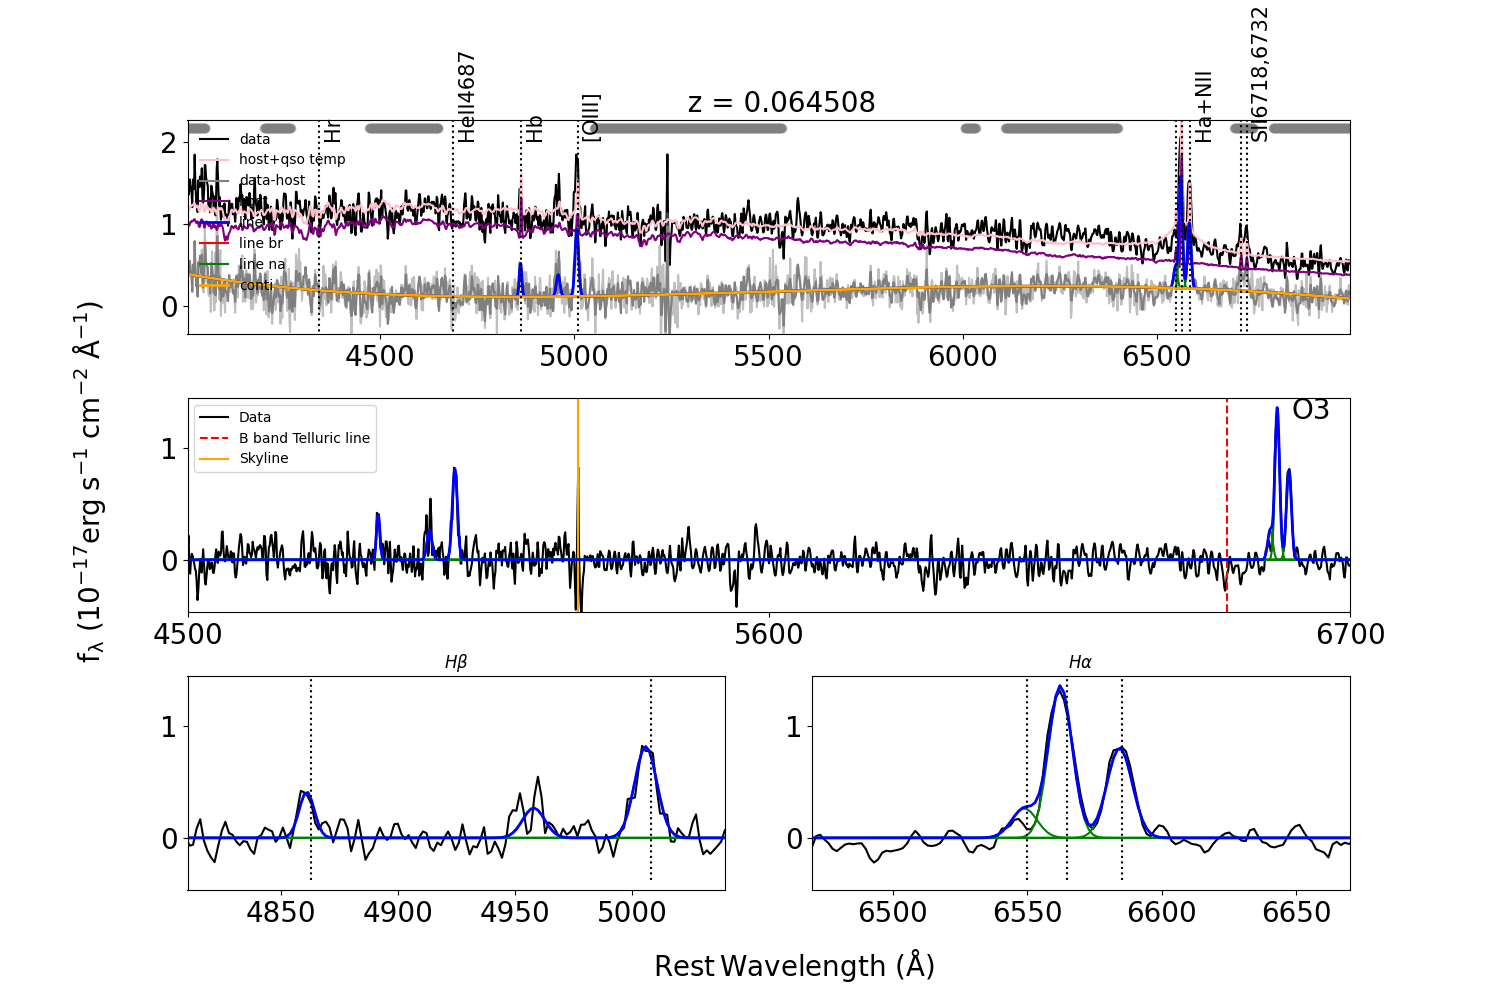 z = 0.064508
Hr
HeII4687
Hb
[OIII]
Ha+NII
SII6718,6732
data
host+qso temp
data-host
line br
line na
conti
2
1
0
4500 5000 5500 6000 6500
Data
B band Telluric line
Skyline
O3
1
0
4500 5600 6700
fλ (10⁻¹⁷erg s⁻¹ cm⁻² Å⁻¹)
Hβ
1
0
4850 4900 4950 5000
Hα
1
0
6500 6550 6600 6650
Rest Wavelength (Å)